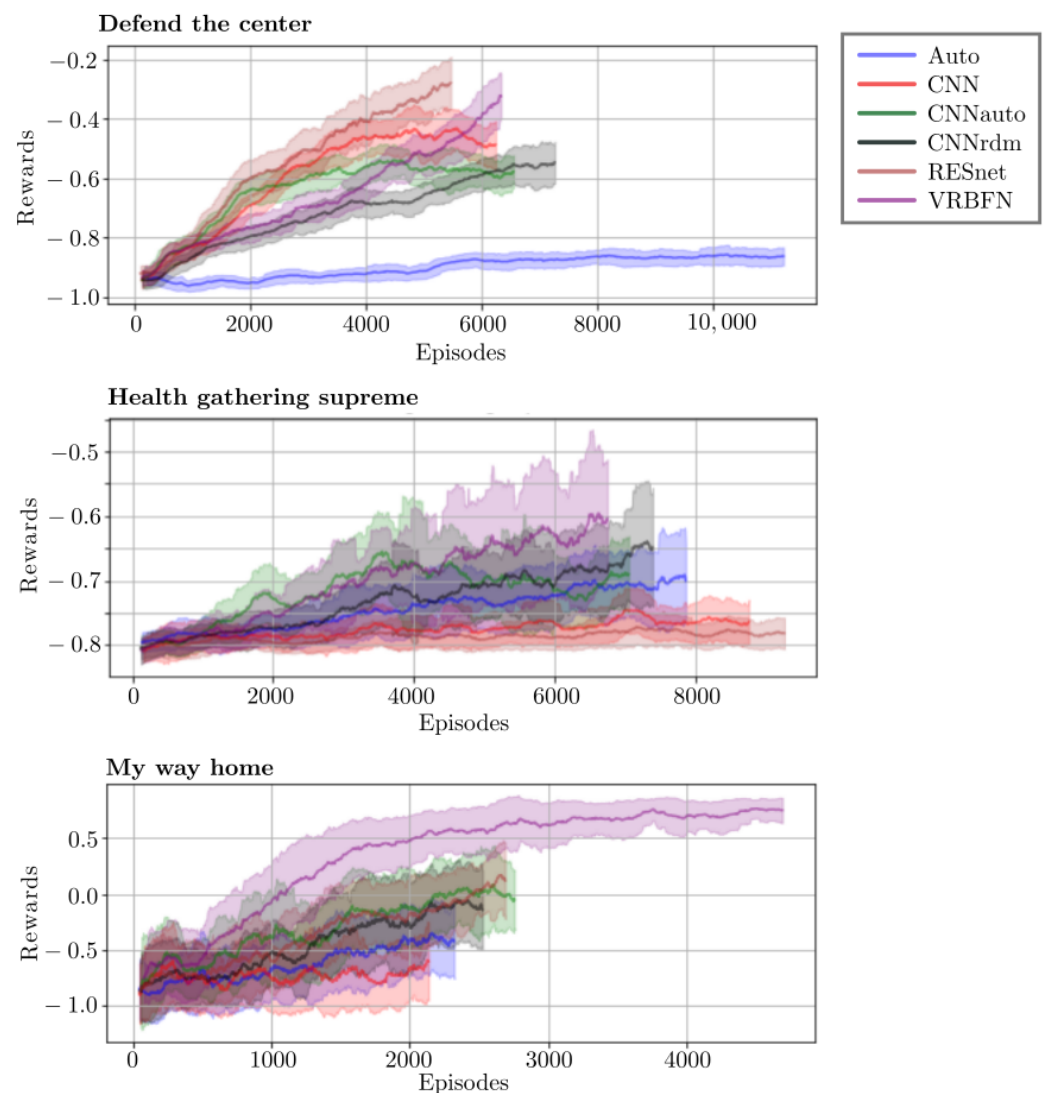 Defend the center
Auto
CNN
CNNauto
CNNrdm
RESnet
VRBFN
Rewards
−0.2
− 0.4
− 0.6
− 0.8
− 1.0
0 2000 4000 6000 8000 10, 000
Episodes
Health gathering supreme
Rewards
−0.5
− 0.6
− 0.7
− 0.8
0 2000 4000 6000 8000
Episodes
My way home
Rewards
0.5
0.0
− 0.5
− 1.0
0 1000 2000 3000 4000
Episodes